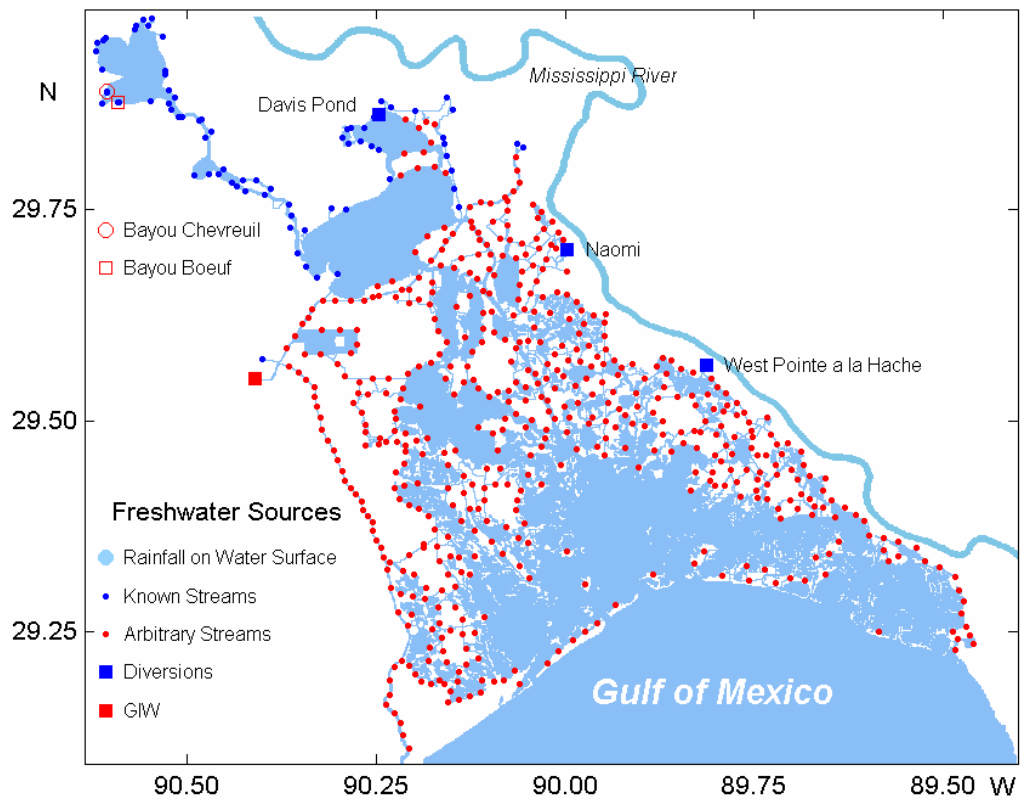 Mississippi River
N
Davis Pond
29.75
Bayou Chevreuil
Naomi
Bayou Boeuf
West Pointe a la Hache
29.50
Freshwater Sources
Rainfall on Water Surface
Known Streams
Arbitrary Streams
29.25
Diversions
Gulf of Mexico
GIW
90.50 90.25 90.00 89.75 89.50 W